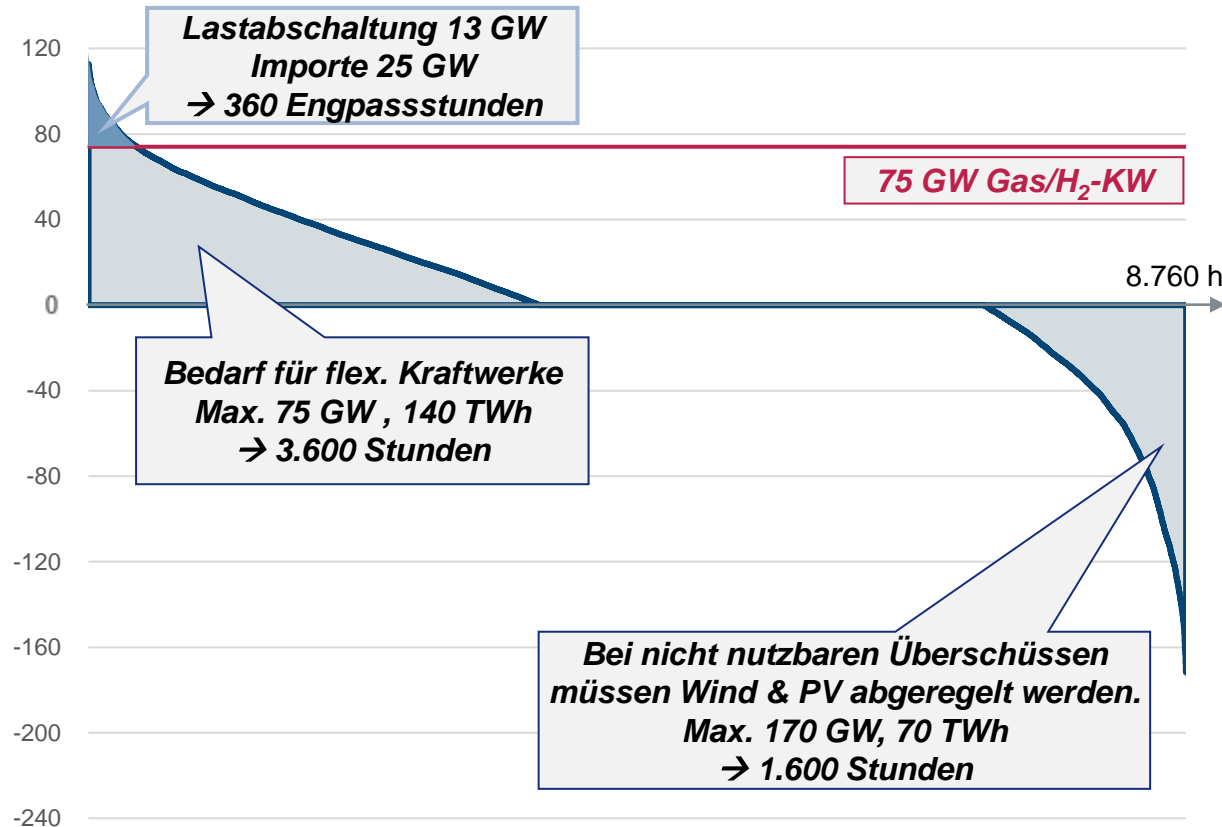 120
80
40
0
-40
-80
-120
-160
-200
-240
Lastabschaltung 13 GW
Importe 25 GW
→ 360 Engpassstunden
75 GW Gas/H₂-KW
8.760 h
Bedarf für flex. Kraftwerke
Max. 75 GW , 140 TWh
→ 3.600 Stunden
Bei nicht nutzbaren Überschüssen
müssen Wind & PV abgeregelt werden.
Max. 170 GW, 70 TWh
→ 1.600 Stunden